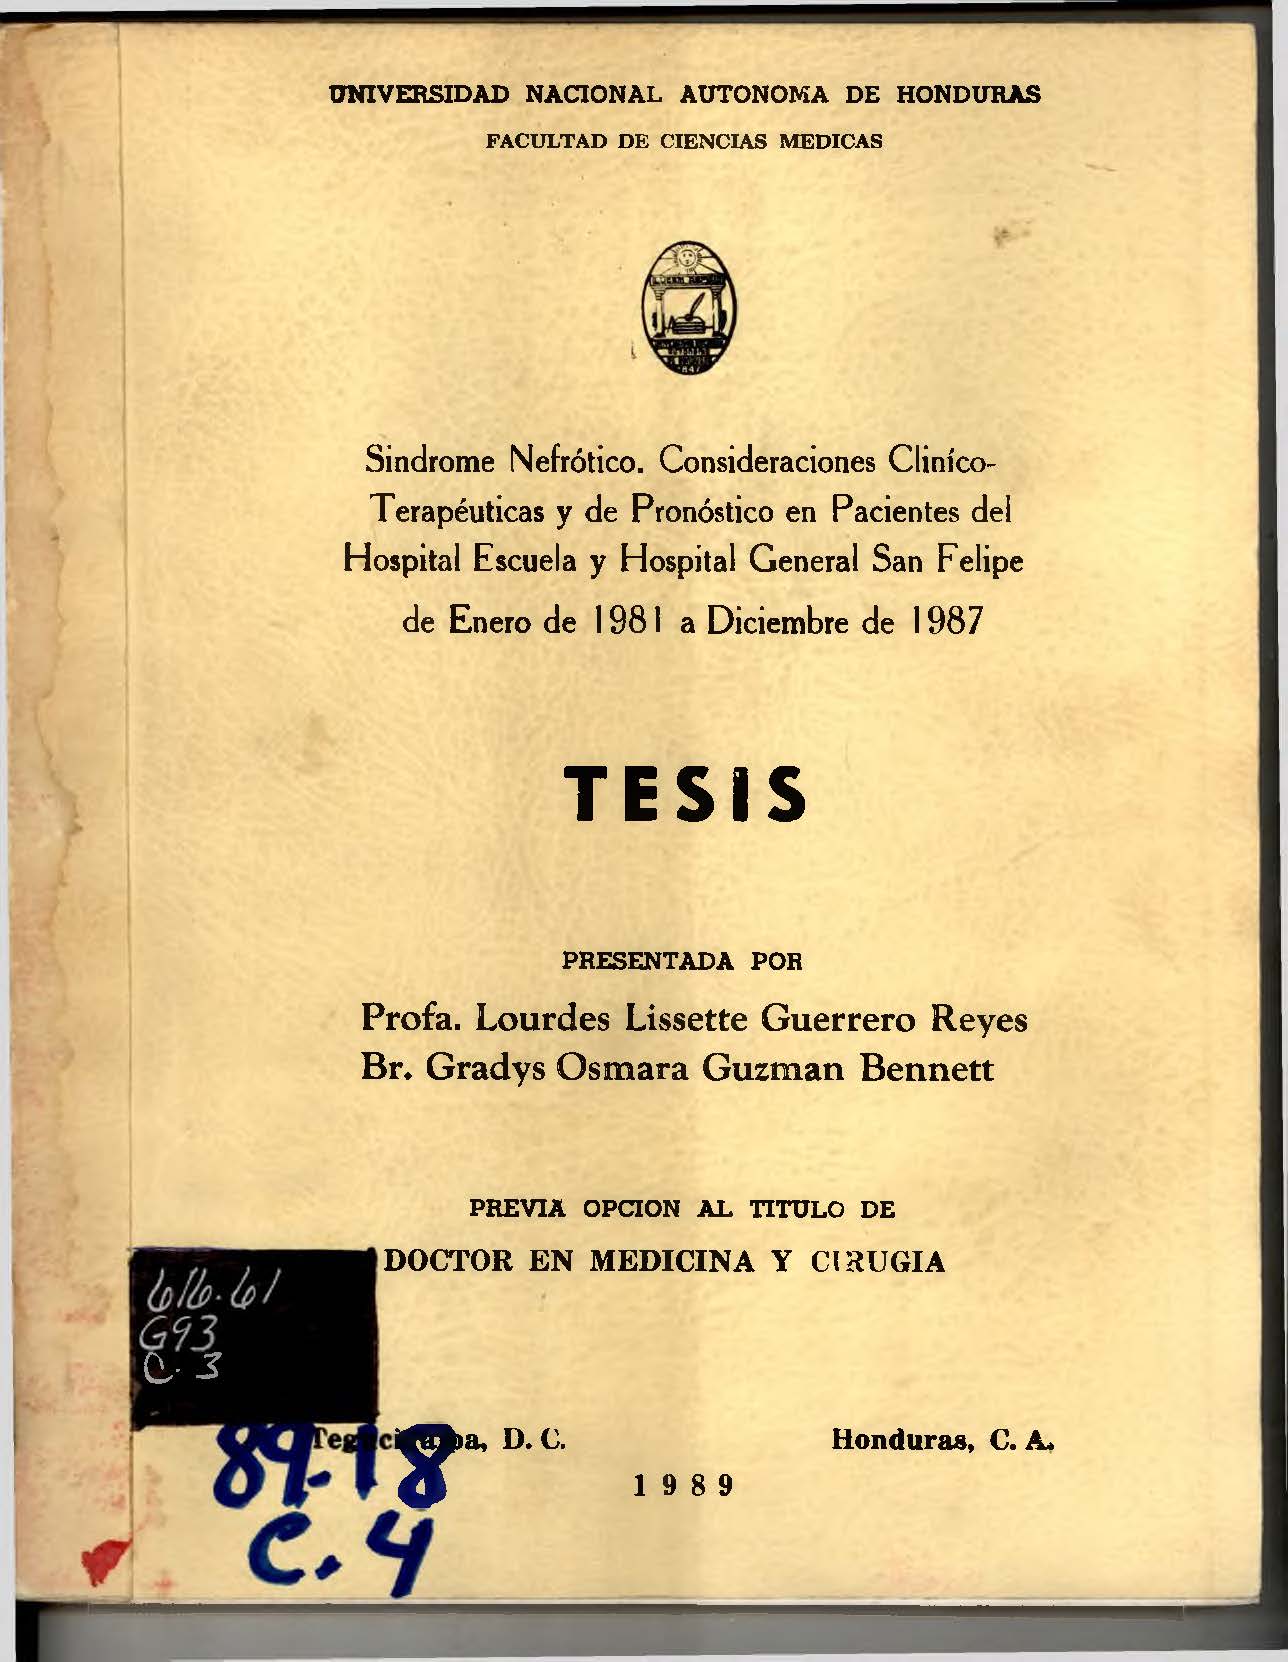 UNIVERSIDAD NACIONAL AUTONOMA DE HONDURAS
FACULTAD DE CIENCIAS MEDICAS
Sindrome Nefrótico. Consideraciones Cliníco-
Terapéuticas y de Pronóstico en Pacientes del
Hospital Escuela y Hospital General San Felipe
de Enero de 1981 a Diciembre de 1987
TESIS
PRESENTADA POR
Profa. Lourdes Lissette Guerrero Reyes
Br. Gradys Osmara Guzman Bennett
PREVIA OPCION AL TITULO DE
DOCTOR EN MEDICINA Y CIRUGIA
616.61
G93
C. 3
Tegucigalpa, D. C. Honduras, C. A.
1989
89-18
C. 4